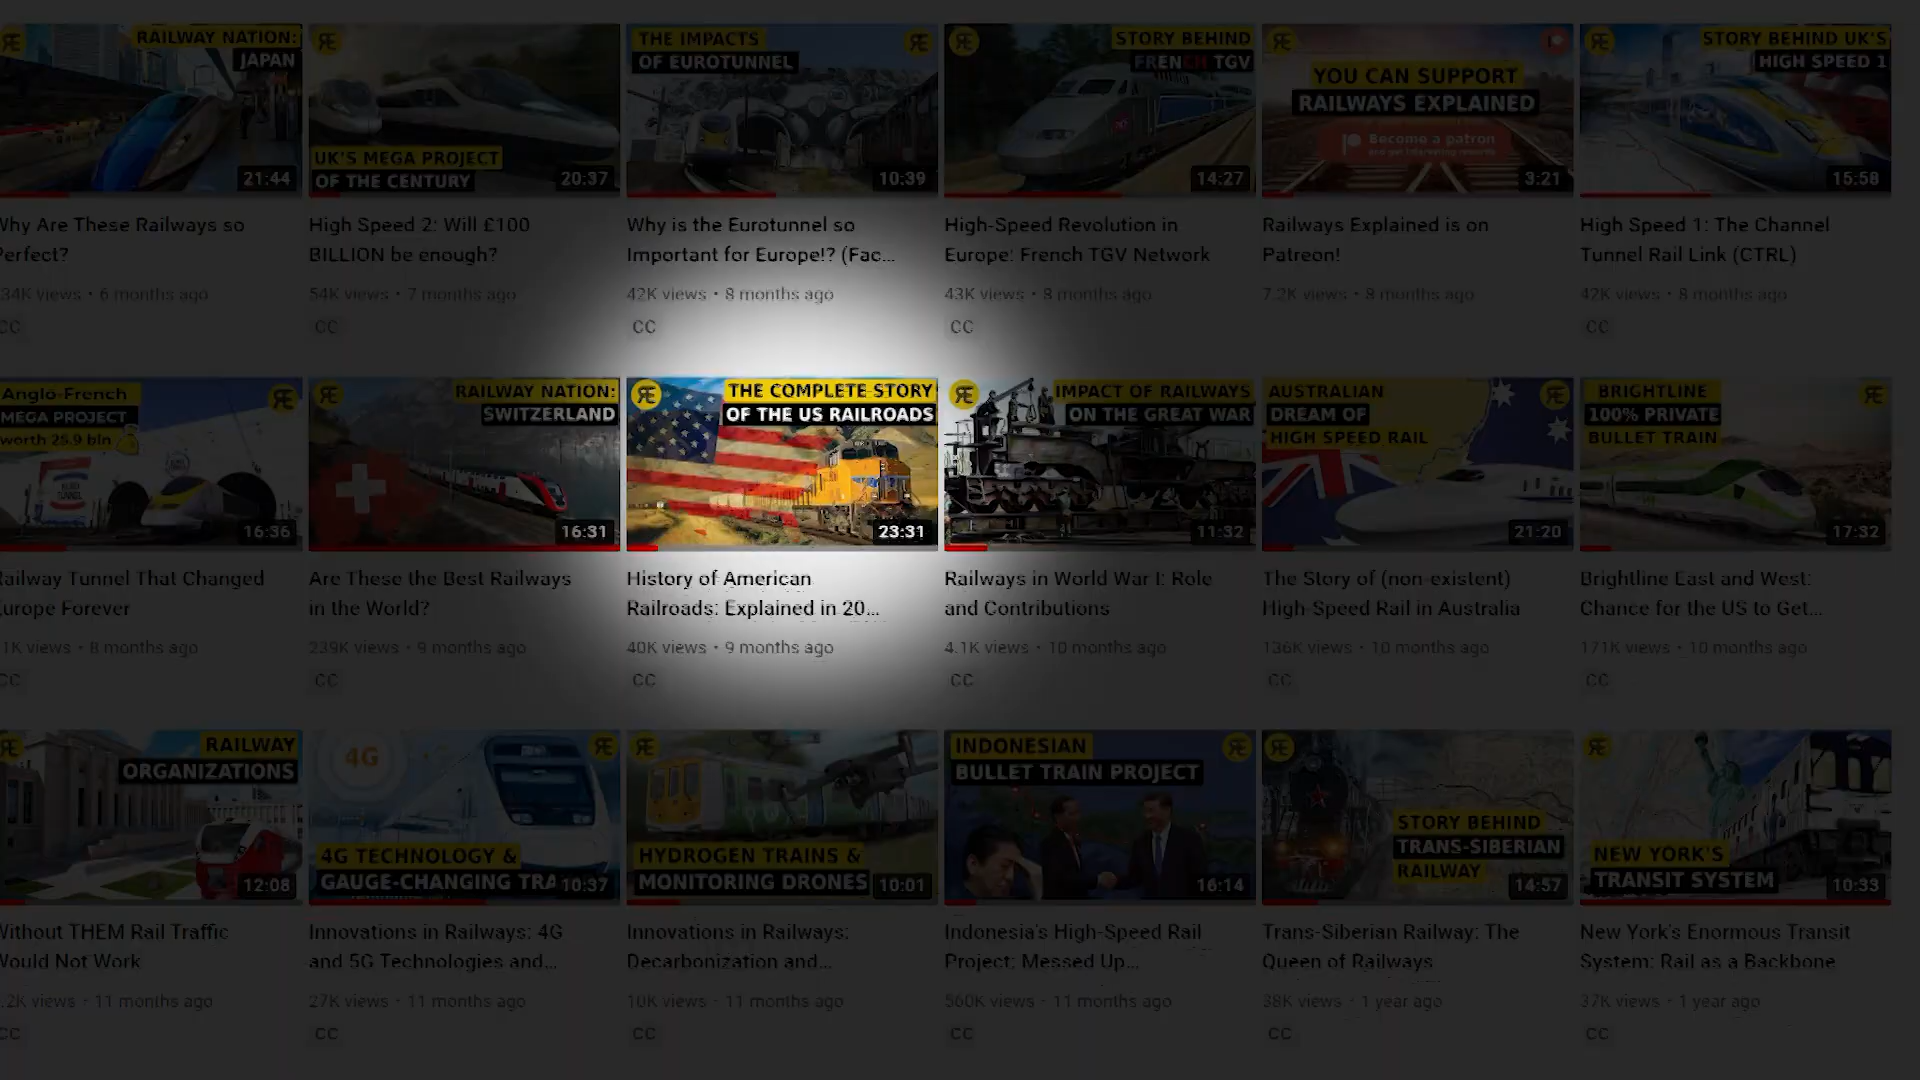 RAILWAY NATION:
JAPAN
21:44
Why Are These Railways so
Perfect?
34K views • 6 months ago
CC
UK'S MEGA PROJECT
OF THE CENTURY
20:37
High Speed 2: Will £100
BILLION be enough?
54K views • 7 months ago
CC
THE IMPACTS
OF EUROTUNNEL
10:39
Why is the Eurotunnel so
Important for Europe!? (Fac...
42K views • 8 months ago
CC
STORY BEHIND
FRENCH TGV
14:27
High-Speed Revolution in
Europe: French TGV Network
43K views • 8 months ago
CC
YOU CAN SUPPORT
RAILWAYS EXPLAINED
Become a patron
3:21
Railways Explained is on
Patreon!
7.2K views • 8 months ago
STORY BEHIND UK'S
HIGH SPEED 1
15:58
High Speed 1: The Channel
Tunnel Rail Link (CTRL)
42K views • 8 months ago
CC
Anglo-French
MEGA PROJECT
worth 25.9 bln
16:36
Railway Tunnel That Changed
Europe Forever
1K views • 8 months ago
CC
RAILWAY NATION:
SWITZERLAND
16:31
Are These the Best Railways
in the World?
239K views • 9 months ago
CC
THE COMPLETE STORY
OF THE US RAILROADS
23:31
History of American
Railroads: Explained in 20...
40K views • 9 months ago
CC
IMPACT OF RAILWAYS
ON THE GREAT WAR
11:32
Railways in World War I: Role
and Contributions
4.1K views • 10 months ago
CC
AUSTRALIAN
DREAM OF
HIGH SPEED RAIL
21:20
The Story of (non-existent)
High-Speed Rail in Australia
136K views • 10 months ago
CC
BRIGHTLINE
100% PRIVATE
BULLET TRAIN
17:32
Brightline East and West:
Chance for the US to Get...
171K views • 10 months ago
CC
RAILWAY
ORGANIZATIONS
12:08
Without THEM Rail Traffic
Would Not Work
.2K views • 11 months ago
CC
4G
4G TECHNOLOGY &
GAUGE-CHANGING TRA
10:37
Innovations in Railways: 4G
and 5G Technologies and...
27K views • 11 months ago
CC
HYDROGEN TRAINS &
MONITORING DRONES
10:01
Innovations in Railways:
Decarbonization and...
10K views • 11 months ago
CC
INDONESIAN
BULLET TRAIN PROJECT
16:14
Indonesia's High-Speed Rail
Project: Messed Up...
560K views • 11 months ago
CC
STORY BEHIND
TRANS-SIBERIAN
RAILWAY
14:57
Trans-Siberian Railway: The
Queen of Railways
38K views • 1 year ago
CC
NEW YORK'S
TRANSIT SYSTEM
10:33
New York's Enormous Transit
System: Rail as a Backbone
37K views • 1 year ago
CC